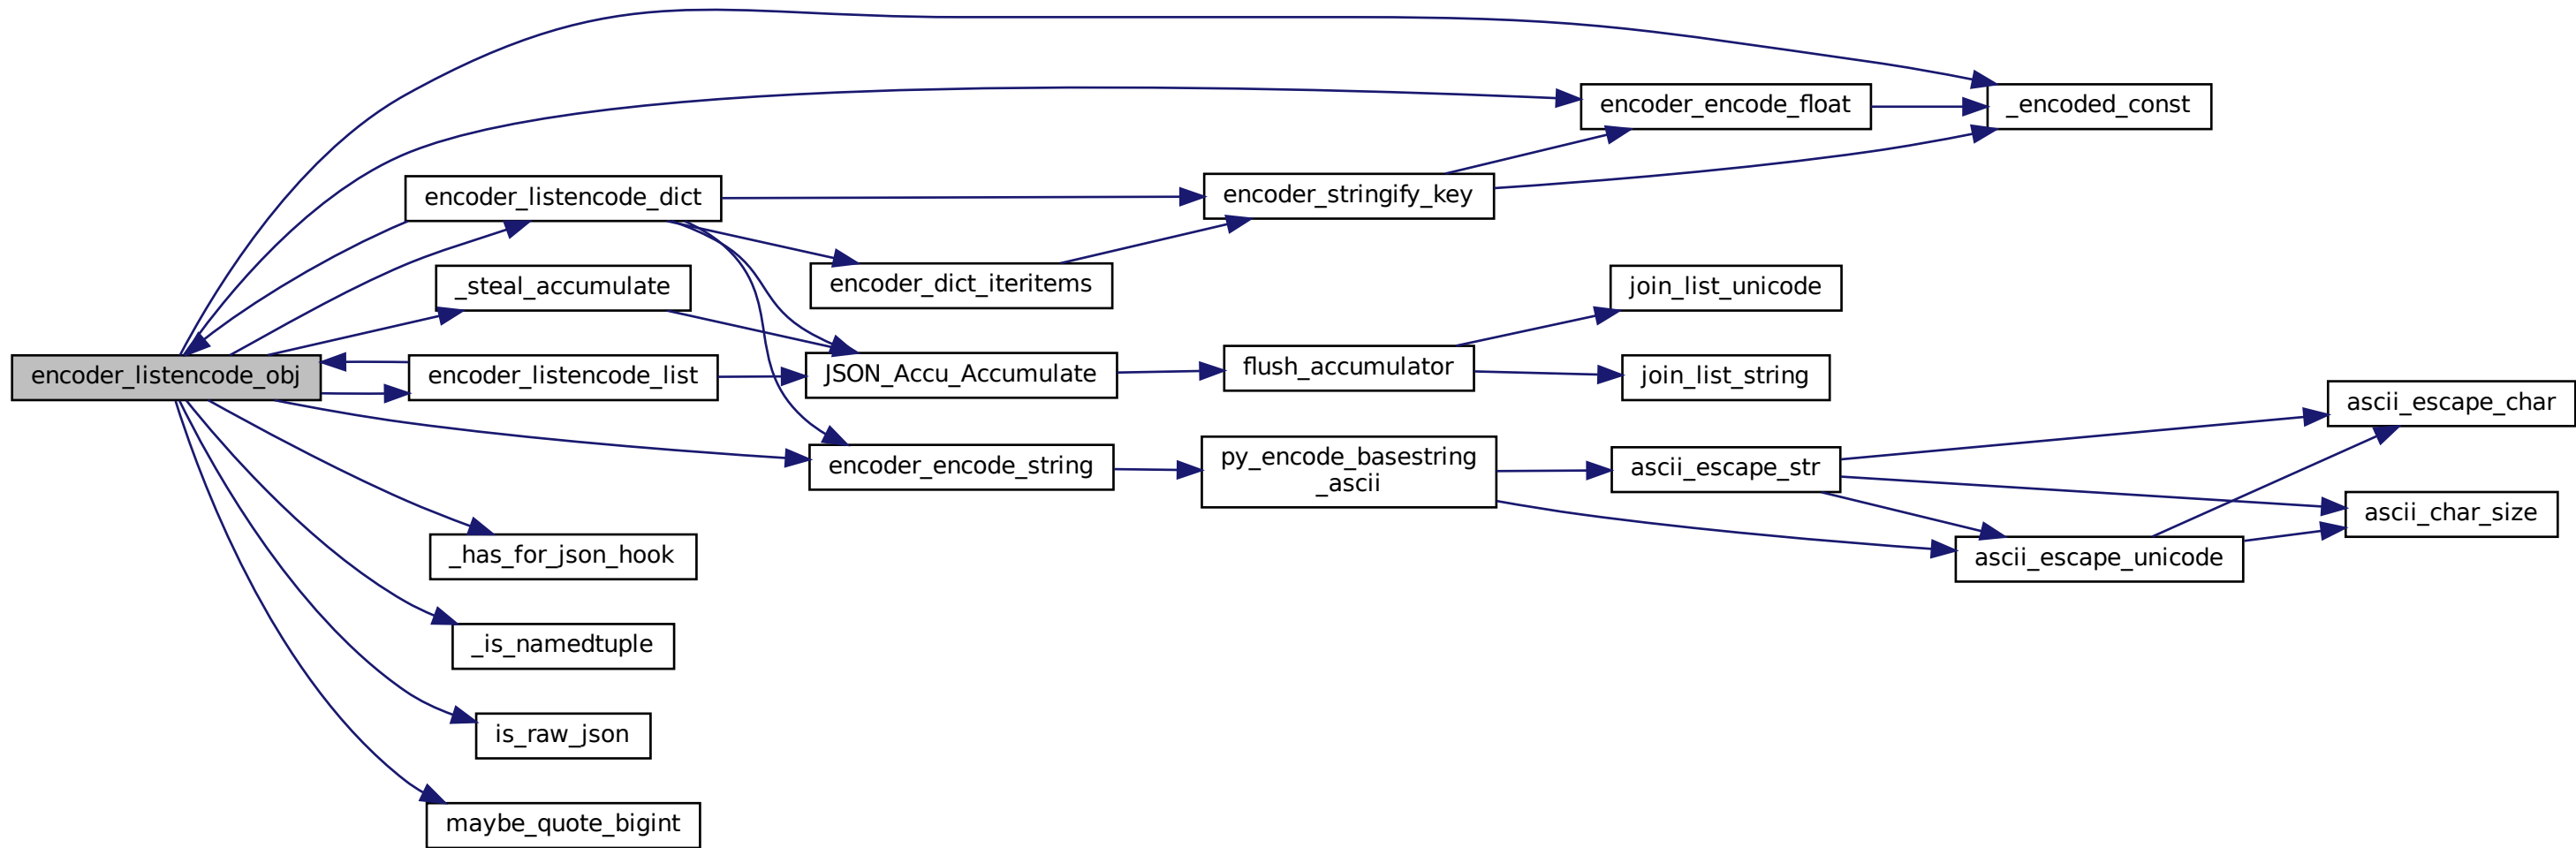 encoder_listencode_obj
encoder_listencode_dict
_steal_accumulate
encoder_listencode_list
_has_for_json_hook
_is_namedtuple
is_raw_json
maybe_quote_bigint
encoder_dict_iteritems
JSON_Accu_Accumulate
encoder_encode_string
encoder_stringify_key
flush_accumulator
py_encode_basestring
_ascii
encoder_encode_float
join_list_unicode
join_list_string
ascii_escape_str
_encoded_const
ascii_escape_unicode
ascii_escape_char
ascii_char_size